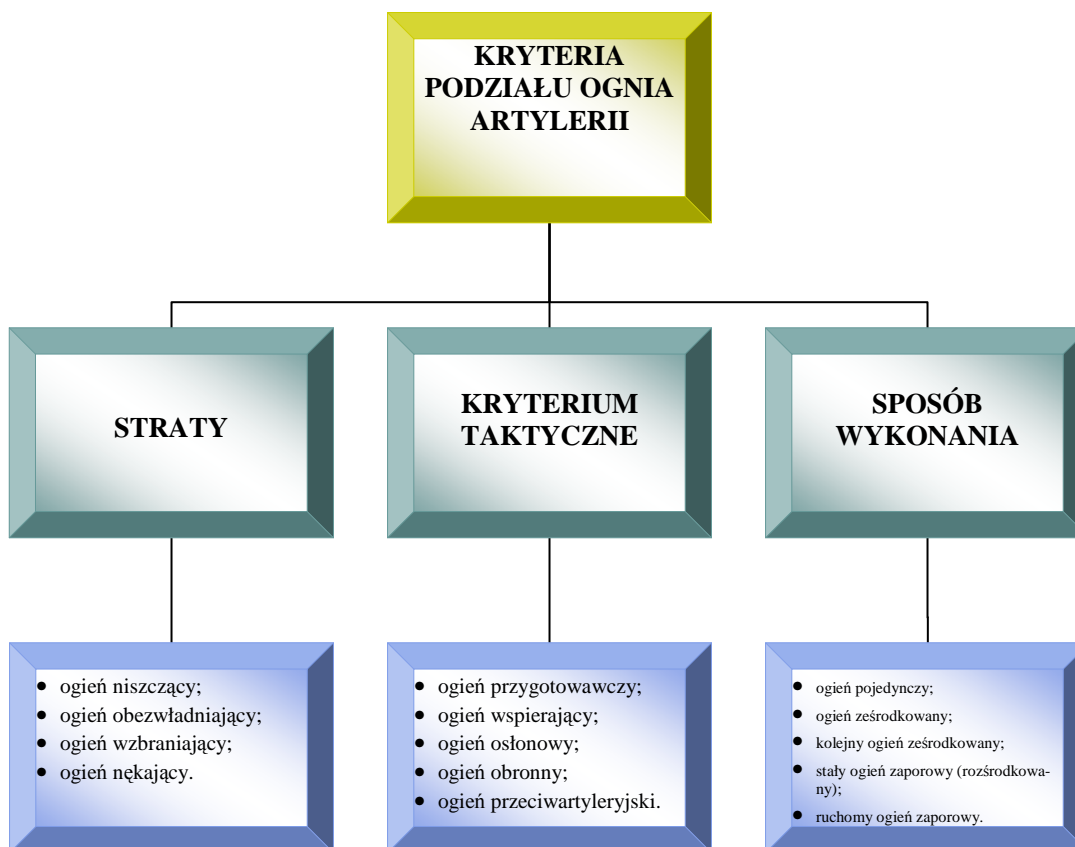 KRYTERIA
PODZIAŁU OGNIA
ARTYLERII
STRATY
KRYTERIUM
TAKTYCZNE
SPOSÓB
WYKONANIA
• ogień niszczący;
• ogień obezwładniający;
• ogień wzbraniający;
• ogień nękający.
• ogień przygotowawczy;
• ogień wspierający;
• ogień osłonowy;
• ogień obronny;
• ogień przeciwartyleryjski.
• ogień pojedynczy;
• ogień ześrodkowany;
• kolejny ogień ześrodkowany;
• stały ogień zaporowy (rozśrodkowa-
ny);
• ruchomy ogień zaporowy.